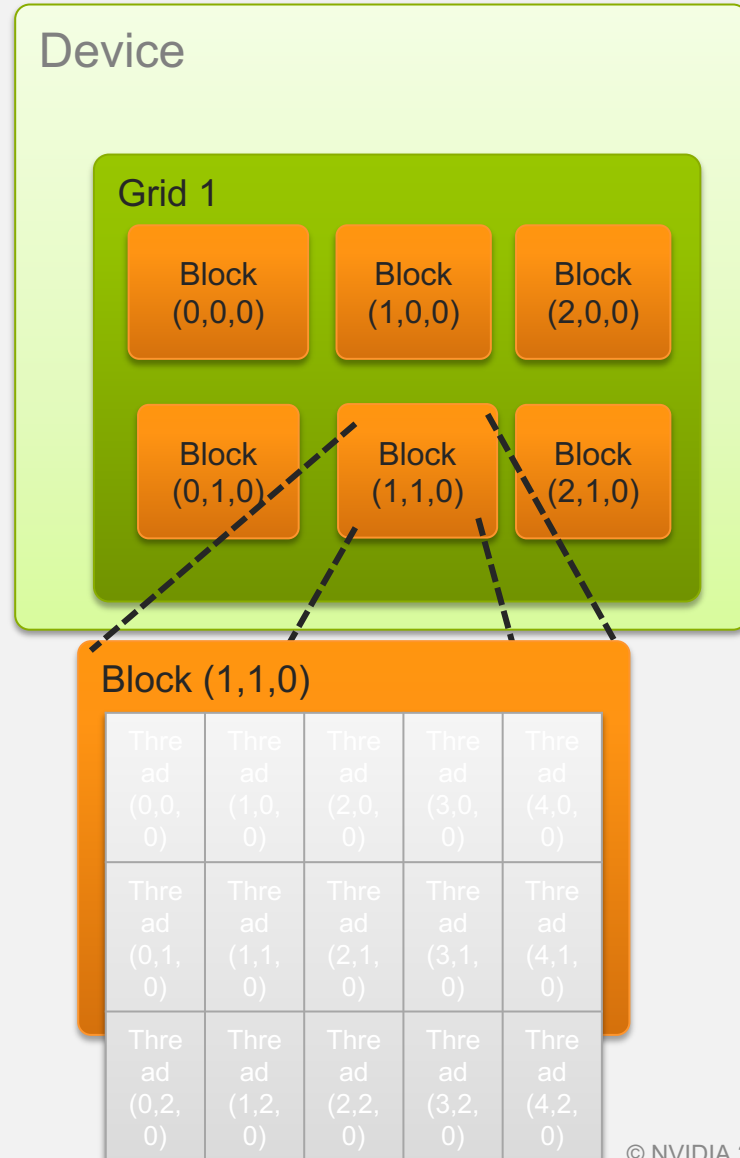 Device
Grid 1
Block
(0,0,0)
Block
(1,0,0)
Block
(2,0,0)
Block
(0,1,0)
Block
(1,1,0)
Block
(2,1,0)
Block (1,1,0)
Thre
ad
(0,0,
0)
Thre
ad
(1,0,
0)
Thre
ad
(2,0,
0)
Thre
ad
(3,0,
0)
Thre
ad
(4,0,
0)
Thre
ad
(0,1,
0)
Thre
ad
(1,1,
0)
Thre
ad
(2,1,
0)
Thre
ad
(3,1,
0)
Thre
ad
(4,1,
0)
Thre
ad
(0,2,
0)
Thre
ad
(1,2,
0)
Thre
ad
(2,2,
0)
Thre
ad
(3,2,
0)
Thre
ad
(4,2,
0)
© NVIDIA